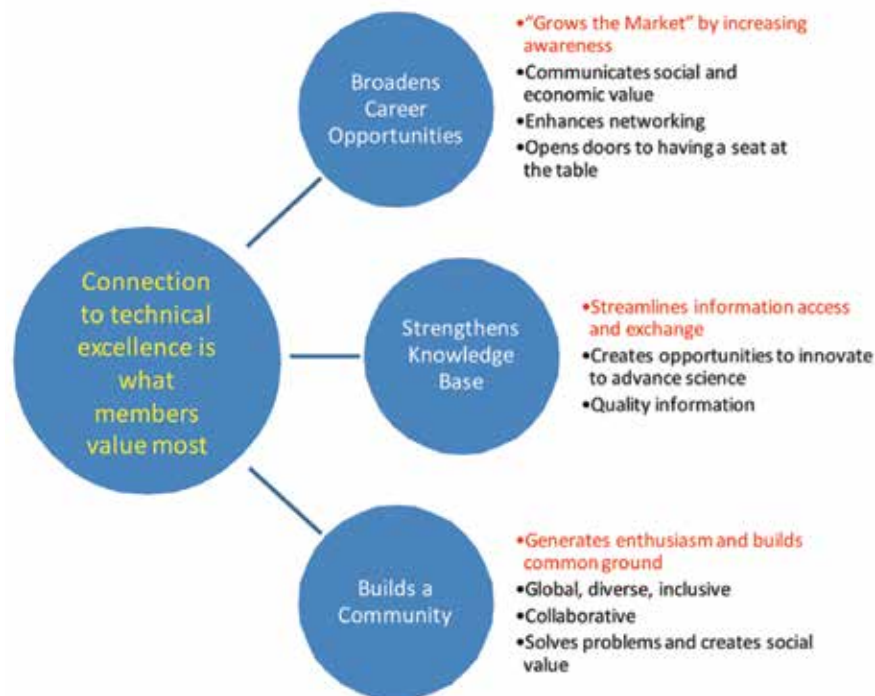 Connection
to technical
excellence is
what
members
value most
Broadens
Career
Opportunities
•"Grows the Market" by increasing
awareness
•Communicates social and
economic value
•Enhances networking
•Opens doors to having a seat at
the table
Strengthens
Knowledge
Base
•Streamlines information access
and exchange
•Creates opportunities to innovate
to advance science
•Quality information
Builds a
Community
•Generates enthusiasm and builds
common ground
•Global, diverse, inclusive
•Collaborative
•Solves problems and creates social
value